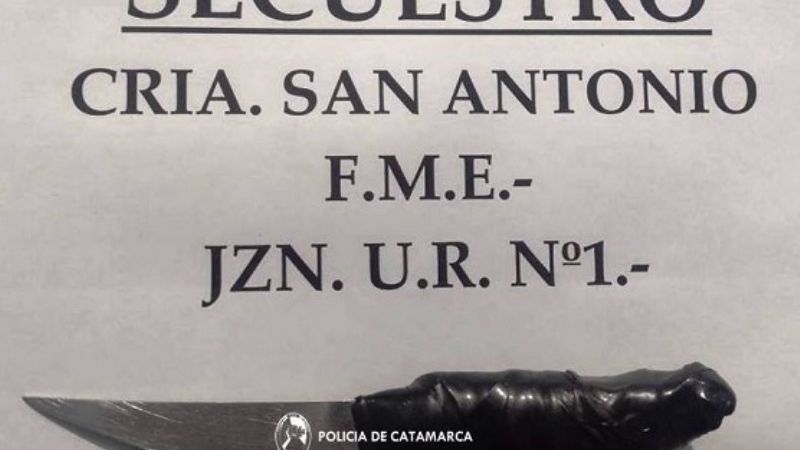 SECUESTRO
CRIA. SAN ANTONIO
F.M.E.-
JZN. U.R. Nº1.-
POLICIA DE CATAMARCA